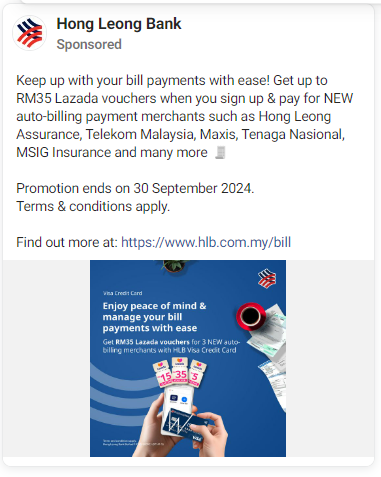 Hong Leong Bank
Sponsored
Keep up with your bill payments with ease! Get up to
RM35 Lazada vouchers when you sign up & pay for NEW
auto-billing payment merchants such as Hong Leong
Assurance, Telekom Malaysia, Maxis, Tenaga Nasional,
MSIG Insurance and many more 🧾
Promotion ends on 30 September 2024.
Terms & conditions apply.
Find out more at: https://www.hlb.com.my/bill
Visa Credit Card
Enjoy peace of mind &
manage your bill
payments with ease
Get RM35 Lazada vouchers for 3 NEW auto-
billing merchants with HLB Visa Credit Card
15 35 5
VISA